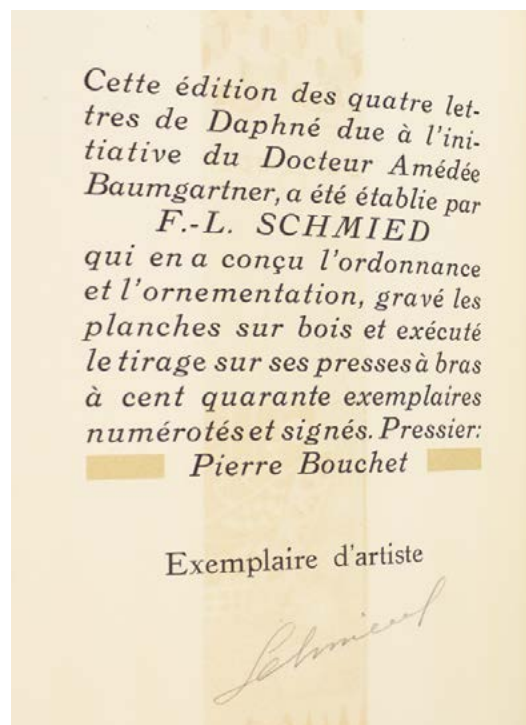 Cette édition des quatre let-
tres de Daphné due à l'ini-
tiative du Docteur Amédée
Baumgartner, a été établie par
F.-L. SCHMIED
qui en a conçu l'ordonnance
et l'ornementation, gravé les
planches sur bois et exécuté
le tirage sur ses presses à bras
à cent quarante exemplaires
numérotés et signés. Pressier:
Pierre Bouchet
Exemplaire d'artiste
Schmied